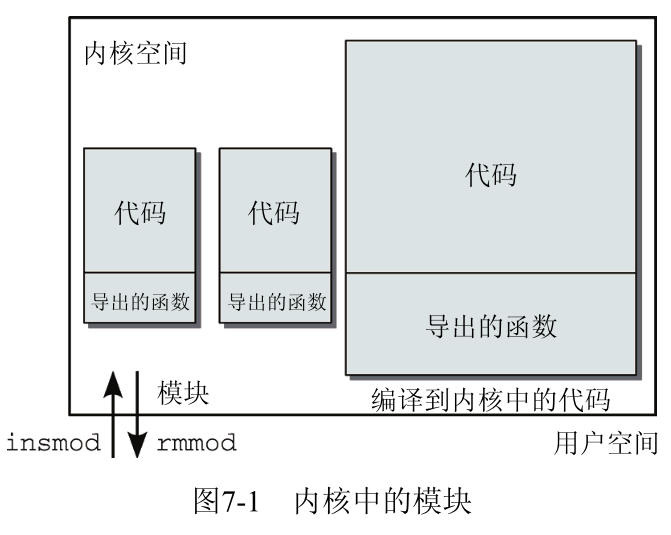 内核空间
代码
代码
代码
导出的函数
导出的函数
导出的函数
模块
编译到内核中的代码
insmod
rmmod
用户空间
图7-1 内核中的模块